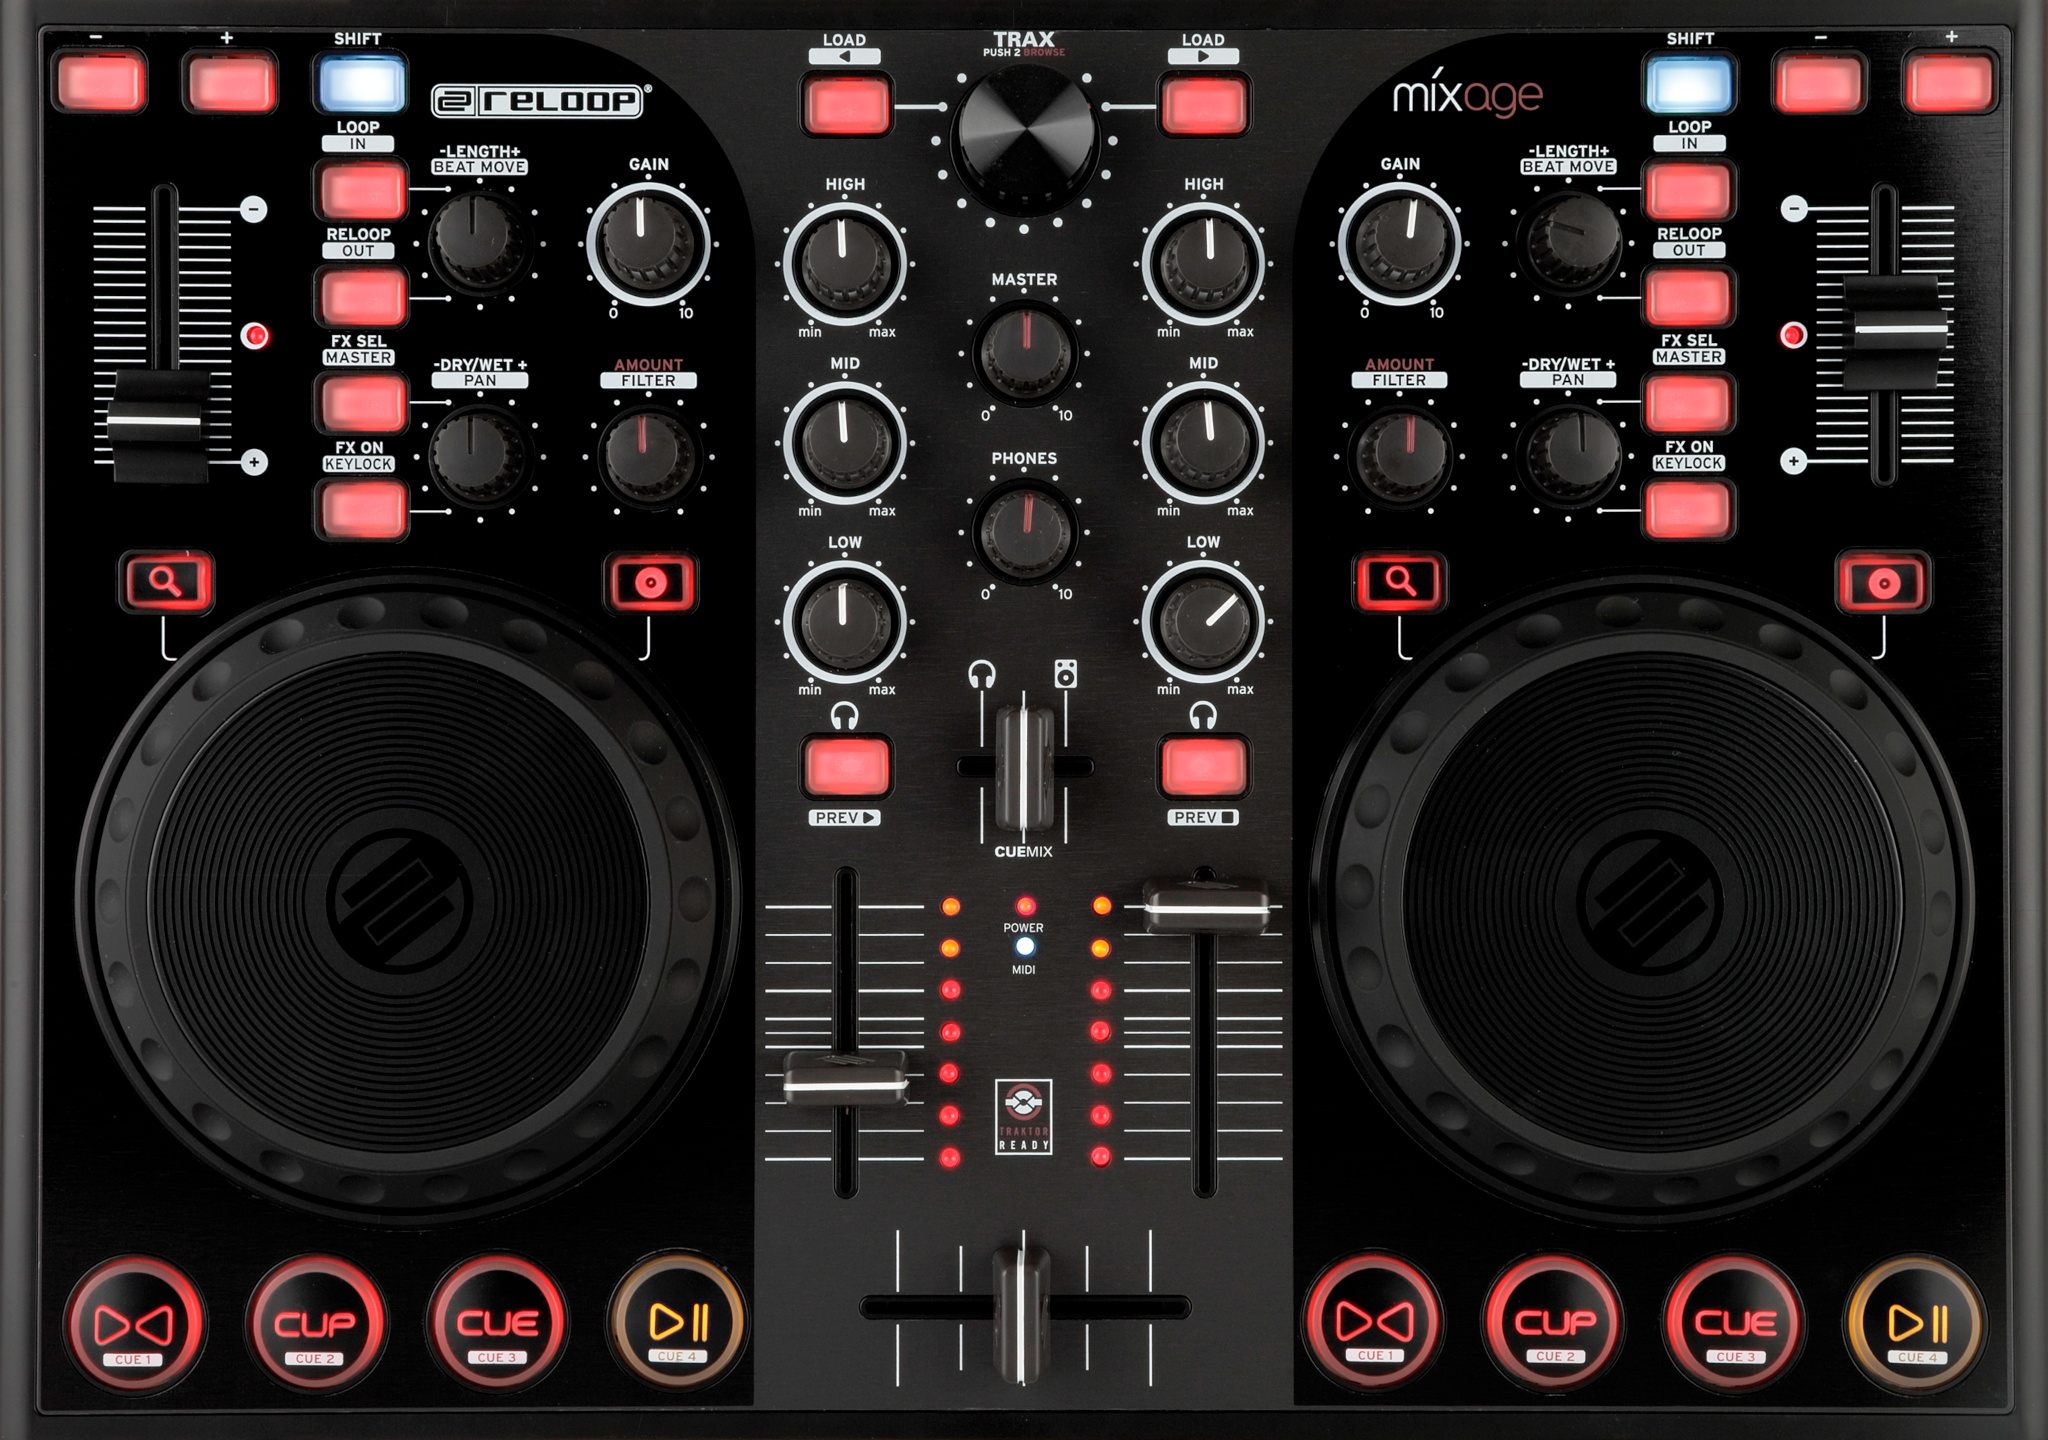 - + SHIFT
RELOOP®
LOOP
IN
-LENGTH+
BEAT MOVE
GAIN
0 10
RELOOP
OUT
FX SEL
MASTER
-DRY/WET +
PAN
AMOUNT
FILTER
FX ON
KEYLOCK
-
+
LOAD
TRAX
PUSH 2 BROWSE
LOAD
HIGH
min max
MASTER
0 10
HIGH
min max
MID
min max
PHONES
0 10
MID
min max
LOW
min max
LOW
min max
PREV
PREV
CUEMIX
POWER
MIDI
TRAKTOR
READY
mixage
SHIFT - +
LOOP
IN
GAIN
0 10
-LENGTH+
BEAT MOVE
RELOOP
OUT
AMOUNT
FILTER
-DRY/WET +
PAN
FX SEL
MASTER
FX ON
KEYLOCK
-
+
CUE 1
CUP
CUE 2
CUE
CUE 3
CUE 4
CUE 1
CUP
CUE 2
CUE
CUE 3
CUE 4